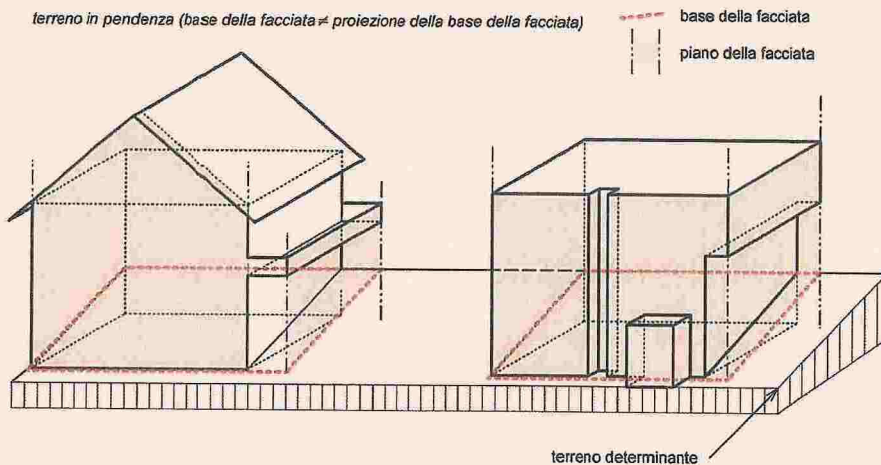 terreno in pendenza (base della facciata ≠ proiezione della base della facciata)
base della facciata
piano della facciata
terreno determinante